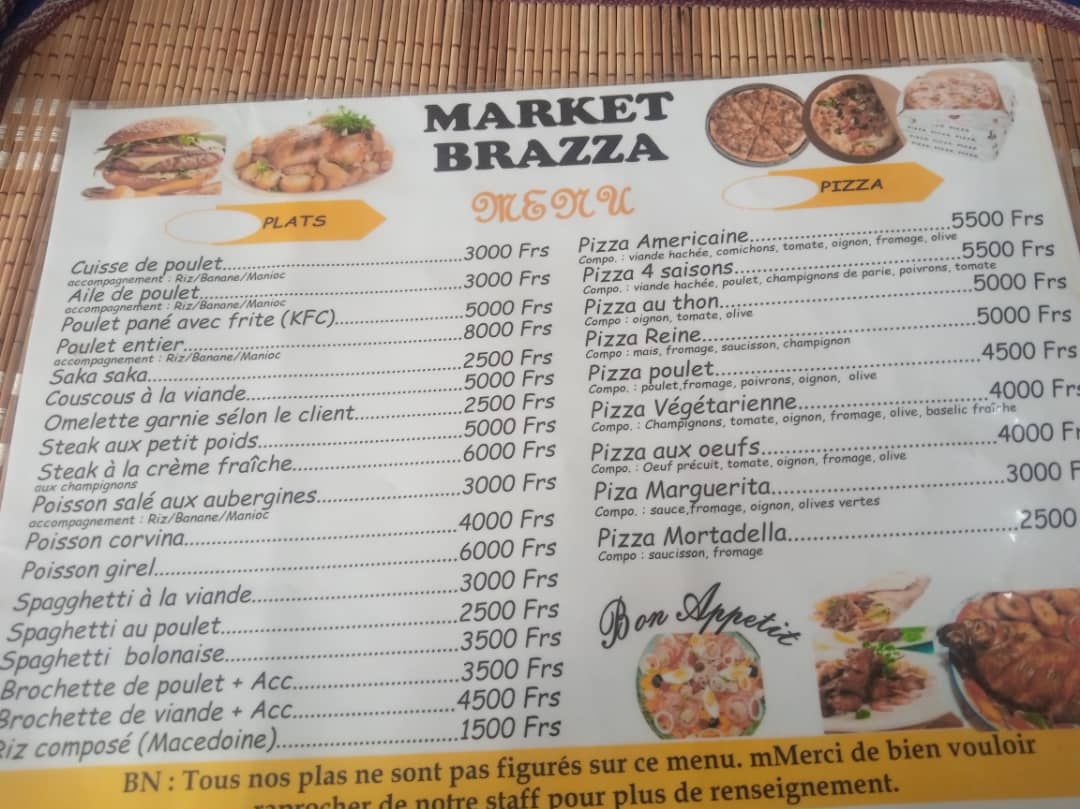 MARKET
BRAZZA
MENU
PLATS
Cuisse de poulet..........3000 Frs
accompagnement : Riz/Banane/Manioc
Aile de poulet..........3000 Frs
accompagnement : Riz/Banane/Manioc
Poulet pané avec frite (KFC)..........5000 Frs
Poulet entier..........8000 Frs
accompagnement : Riz/Banane/Manioc
Saka saka..........2500 Frs
Couscous à la viande..........5000 Frs
Omelette garnie sélon le client..........2500 Frs
Steak aux petit poids..........5000 Frs
Steak à la crème fraîche..........6000 Frs
aux champignons
Poisson salé aux aubergines..........3000 Frs
accompagnement : Riz/Banane/Manioc
Poisson corvina..........4000 Frs
Poisson girel..........6000 Frs
Spagghetti à la viande..........3000 Frs
Spaghetti au poulet..........2500 Frs
Spaghetti bolonaise..........3500 Frs
Brochette de poulet + Acc..........3500 Frs
Brochette de viande + Acc..........4500 Frs
Riz composé (Macedoine)..........1500 Frs
PIZZA
Pizza Americaine..........5500 Frs
Compo. : viande hachée, cornichons, tomate, oignon, fromage, olive
Pizza 4 saisons..........5500 Frs
Compo. : viande hachée, poulet, champignons de parie, poivrons, tomate
Pizza au thon..........5000 Frs
Compo : oignon, tomate, olive
Pizza Reine..........5000 Frs
Compo : mais, fromage, saucisson, champignon
Pizza poulet..........4500 Frs
Compo. : poulet,fromage, poivrons, oignon, olive
Pizza Végétarienne..........4000 Frs
Compo. : Champignons, tomate, oignon, fromage, olive, baselic fraîche
Pizza aux oeufs..........4000 Fr
Compo. : Oeuf précuit, tomate, oignon, fromage, olive
Piza Marguerita..........3000 F
Compo. : sauce,fromage, oignon, olives vertes
Pizza Mortadella..........2500
Compo : saucisson, fromage
Bon Appetit
BN : Tous nos plas ne sont pas figurés sur ce menu. mMerci de bien vouloir
raprocher de notre staff pour plus de renseignement.